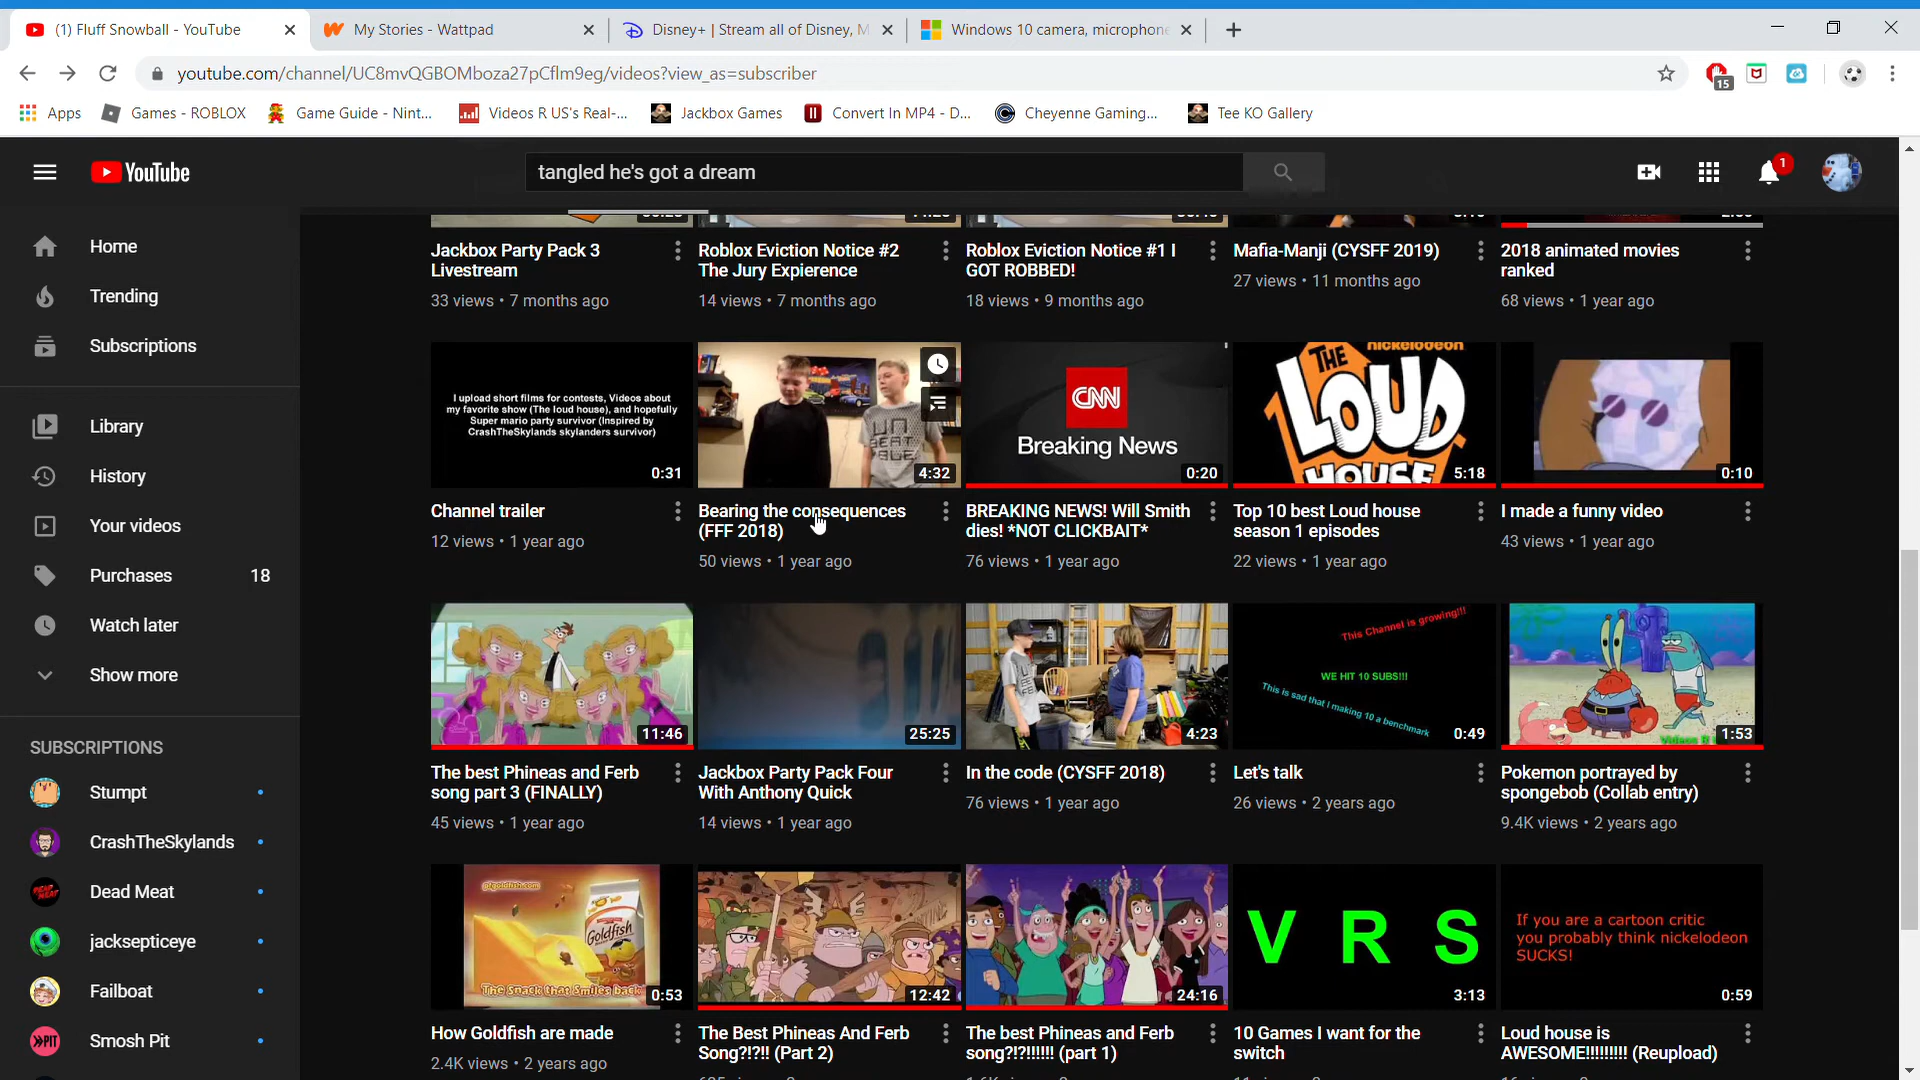 (1) Fluff Snowball - YouTube
My Stories - Wattpad
Disney+ | Stream all of Disney, M
Windows 10 camera, microphone
youtube.com/channel/UC8mvQGBOMboza27pCflm9eg/videos?view_as=subscriber
15
Apps
Games - ROBLOX
Game Guide - Nint...
Videos R US's Real-...
Jackbox Games
Convert In MP4 - D...
Cheyenne Gaming...
Tee KO Gallery
YouTube
tangled he's got a dream
1
Home
Trending
Subscriptions
Library
History
Your videos
Purchases 18
Watch later
Show more
SUBSCRIPTIONS
Stumpt
CrashTheSkylands
Dead Meat
jacksepticeye
Failboat
Smosh Pit
Jackbox Party Pack 3
Livestream
33 views • 7 months ago
Roblox Eviction Notice #2
The Jury Expierence
14 views • 7 months ago
Roblox Eviction Notice #1 I
GOT ROBBED!
18 views • 9 months ago
Mafia-Manji (CYSFF 2019)
27 views • 11 months ago
2018 animated movies
ranked
68 views • 1 year ago
I upload short films for contests, Videos about
my favorite show (The loud house), and hopefully
Super mario party survivor (Inspired by
CrashTheSkylands skylanders survivor)
0:31
Channel trailer
12 views • 1 year ago
4:32
Bearing the consequences
(FFF 2018)
50 views • 1 year ago
CNN
Breaking News
0:20
BREAKING NEWS! Will Smith
dies! *NOT CLICKBAIT*
76 views • 1 year ago
nickelodeon
THE
LOUD
HOUSE
5:18
Top 10 best Loud house
season 1 episodes
22 views • 1 year ago
0:10
I made a funny video
43 views • 1 year ago
11:46
The best Phineas and Ferb
song part 3 (FINALLY)
45 views • 1 year ago
25:25
Jackbox Party Pack Four
With Anthony Quick
14 views • 1 year ago
4:23
In the code (CYSFF 2018)
76 views • 1 year ago
This Channel is growing!!!
WE HIT 10 SUBS!!!
This is sad that I making 10 a benchmark
0:49
Let's talk
26 views • 2 years ago
Videos R
1:53
Pokemon portrayed by
spongebob (Collab entry)
9.4K views • 2 years ago
Goldfish
The Snack that Smiles back
0:53
How Goldfish are made
2.4K views • 2 years ago
12:42
The Best Phineas And Ferb
Song?!?!! (Part 2)
24:16
The best Phineas and Ferb
song?!?!!!!!! (part 1)
V R S
3:13
10 Games I want for the
switch
If you are a cartoon critic
you probably think nickelodeon
SUCKS!
0:59
Loud house is
AWESOME!!!!!!!!! (Reupload)